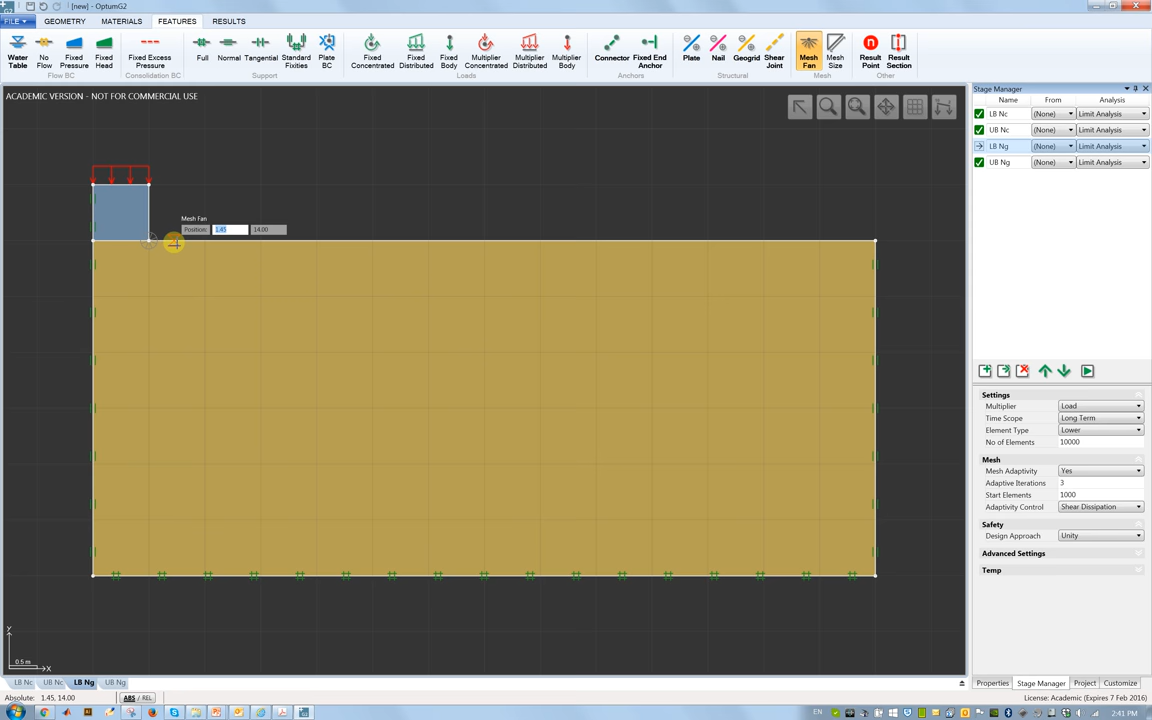 [new] - OptumG2
FILE GEOMETRY MATERIALS FEATURES RESULTS
Water Table No Flow Fixed Pressure Fixed Head Fixed Excess Pressure Full Normal Tangential Standard Fixities Plate BC Fixed Concentrated Fixed Distributed Fixed Body Multiplier Concentrated Multiplier Distributed Multiplier Body Connector Fixed End Anchor Plate Nail Geogrid Shear Joint Mesh Fan Mesh Size Result Point Result Section
Flow BC Consolidation BC Support Loads Anchors Structural Mesh Other
ACADEMIC VERSION - NOT FOR COMMERCIAL USE
Stage Manager
Name From Analysis
LB Nc (None) Limit Analysis
UB Nc (None) Limit Analysis
LB Ng (None) Limit Analysis
UB Ng (None) Limit Analysis
Mesh Fan
Position: 1.45 14.00
Settings
Multiplier Load
Time Scope Long Term
Element Type Lower
No of Elements 10000
Mesh
Mesh Adaptivity Yes
Adaptive Iterations 3
Start Elements 1000
Adaptivity Control Shear Dissipation
Safety
Design Approach Unity
Advanced Settings
Temp
Y
0.5 m
X
LB Nc UB Nc LB Ng UB Ng
Properties Stage Manager Project Customize
Absolute: 1.45, 14.00 ABS / REL License: Academic (Expires 7 Feb 2016)
EN 2:41 PM